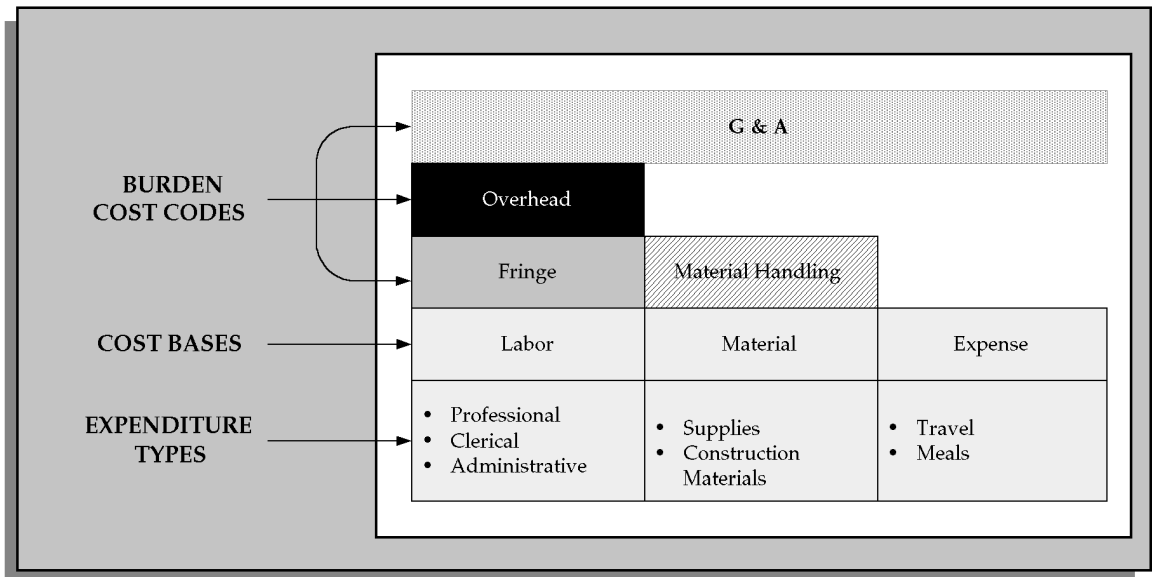 G & A
BURDEN
COST CODES
Overhead
Fringe
Material Handling
COST BASES
Labor
Material
Expense
EXPENDITURE
TYPES
• Professional
• Clerical
• Administrative
• Supplies
• Construction
Materials
• Travel
• Meals